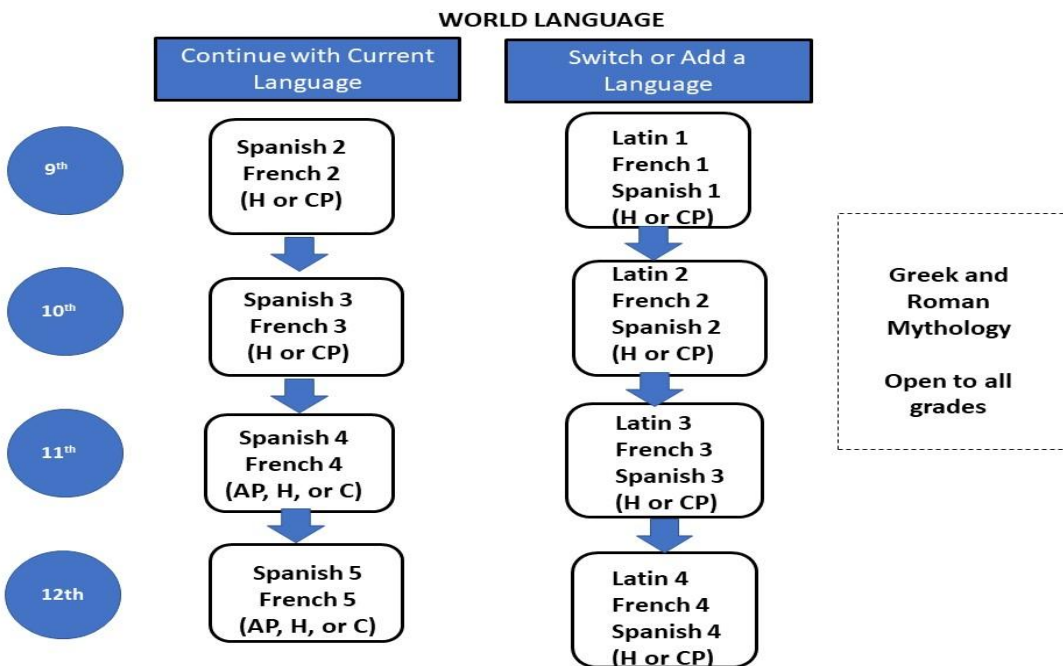 WORLD LANGUAGE
Continue with Current
Language
Switch or Add a
Language
9th
Spanish 2
French 2
(H or CP)
Latin 1
French 1
Spanish 1
(H or CP)
10th
Spanish 3
French 3
(H or CP)
Latin 2
French 2
Spanish 2
(H or CP)
11th
Spanish 4
French 4
(AP, H, or C)
Latin 3
French 3
Spanish 3
(H or CP)
12th
Spanish 5
French 5
(AP, H, or C)
Latin 4
French 4
Spanish 4
(H or CP)
Greek and
Roman
Mythology
Open to all
grades